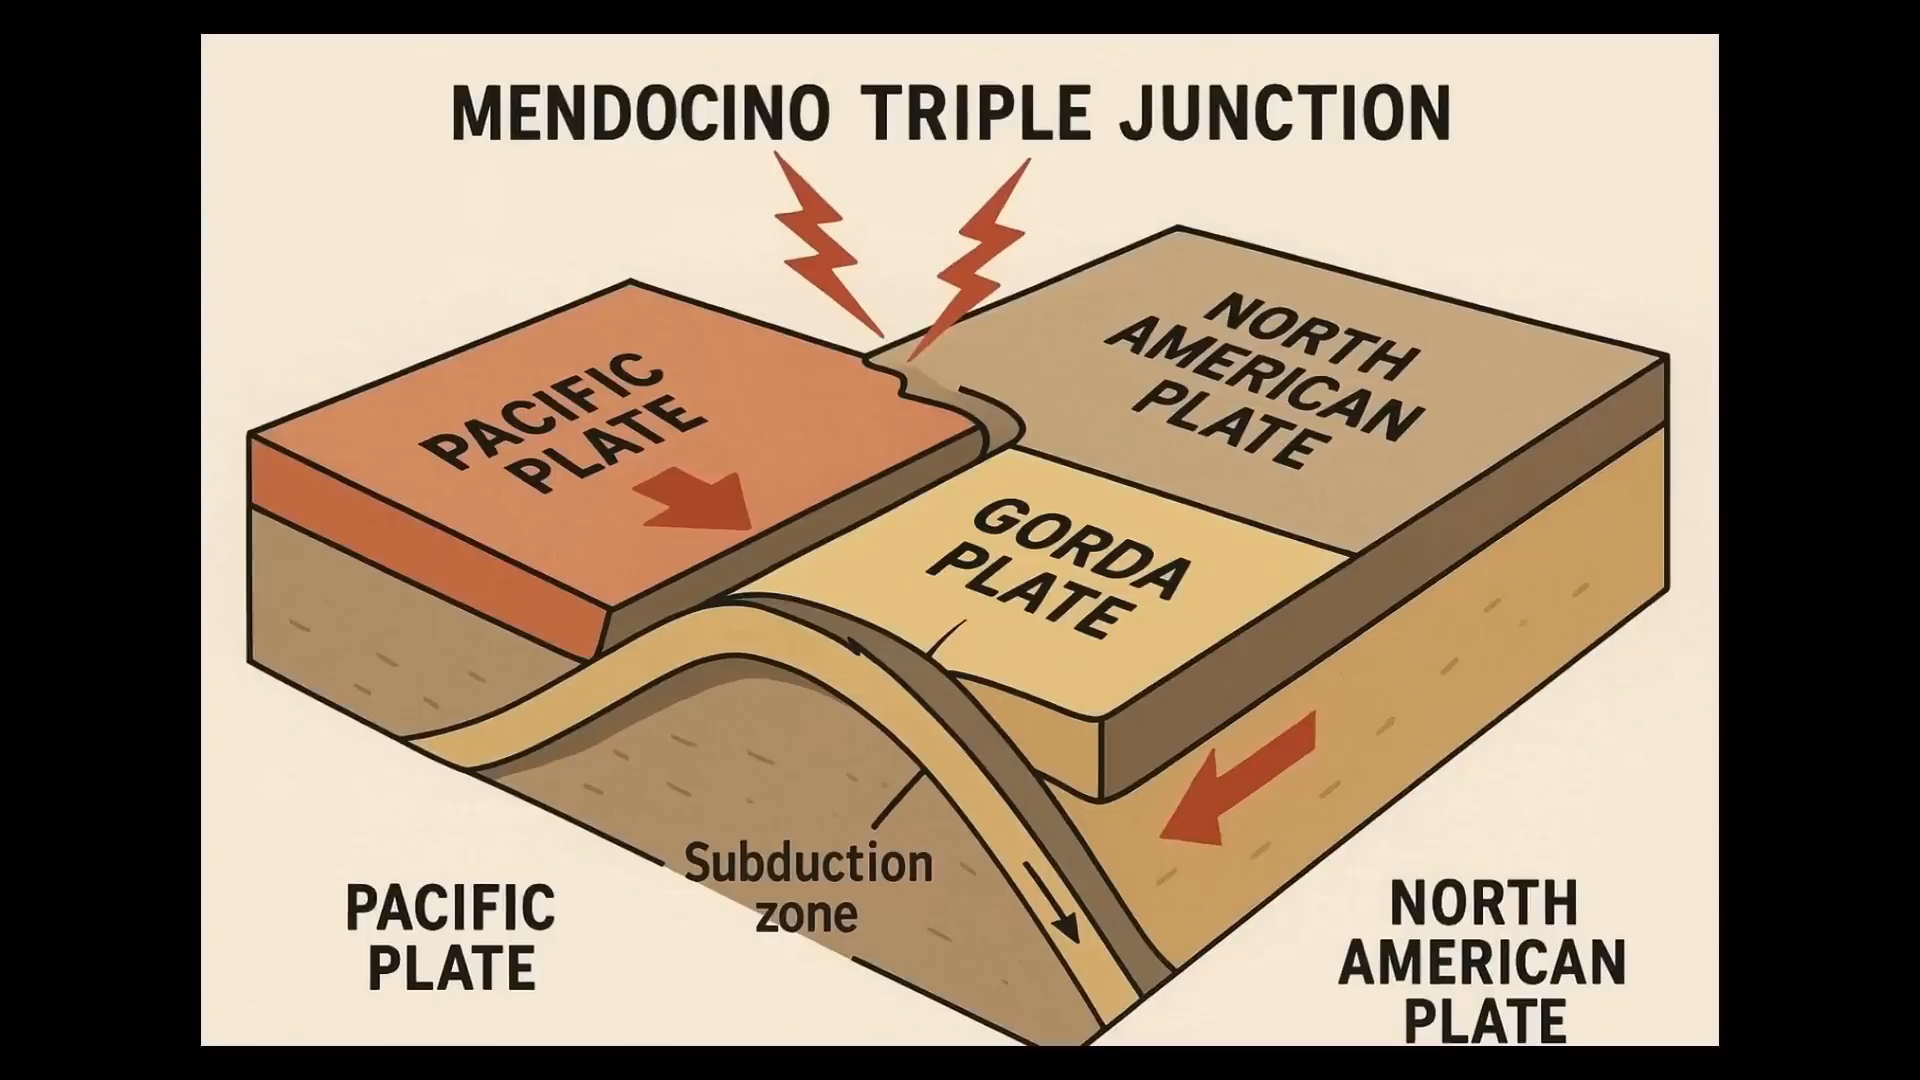 MENDOCINO TRIPLE JUNCTION
PACIFIC
PLATE
NORTH
AMERICAN
PLATE
GORDA
PLATE
Subduction
zone
PACIFIC
PLATE
NORTH
AMERICAN
PLATE